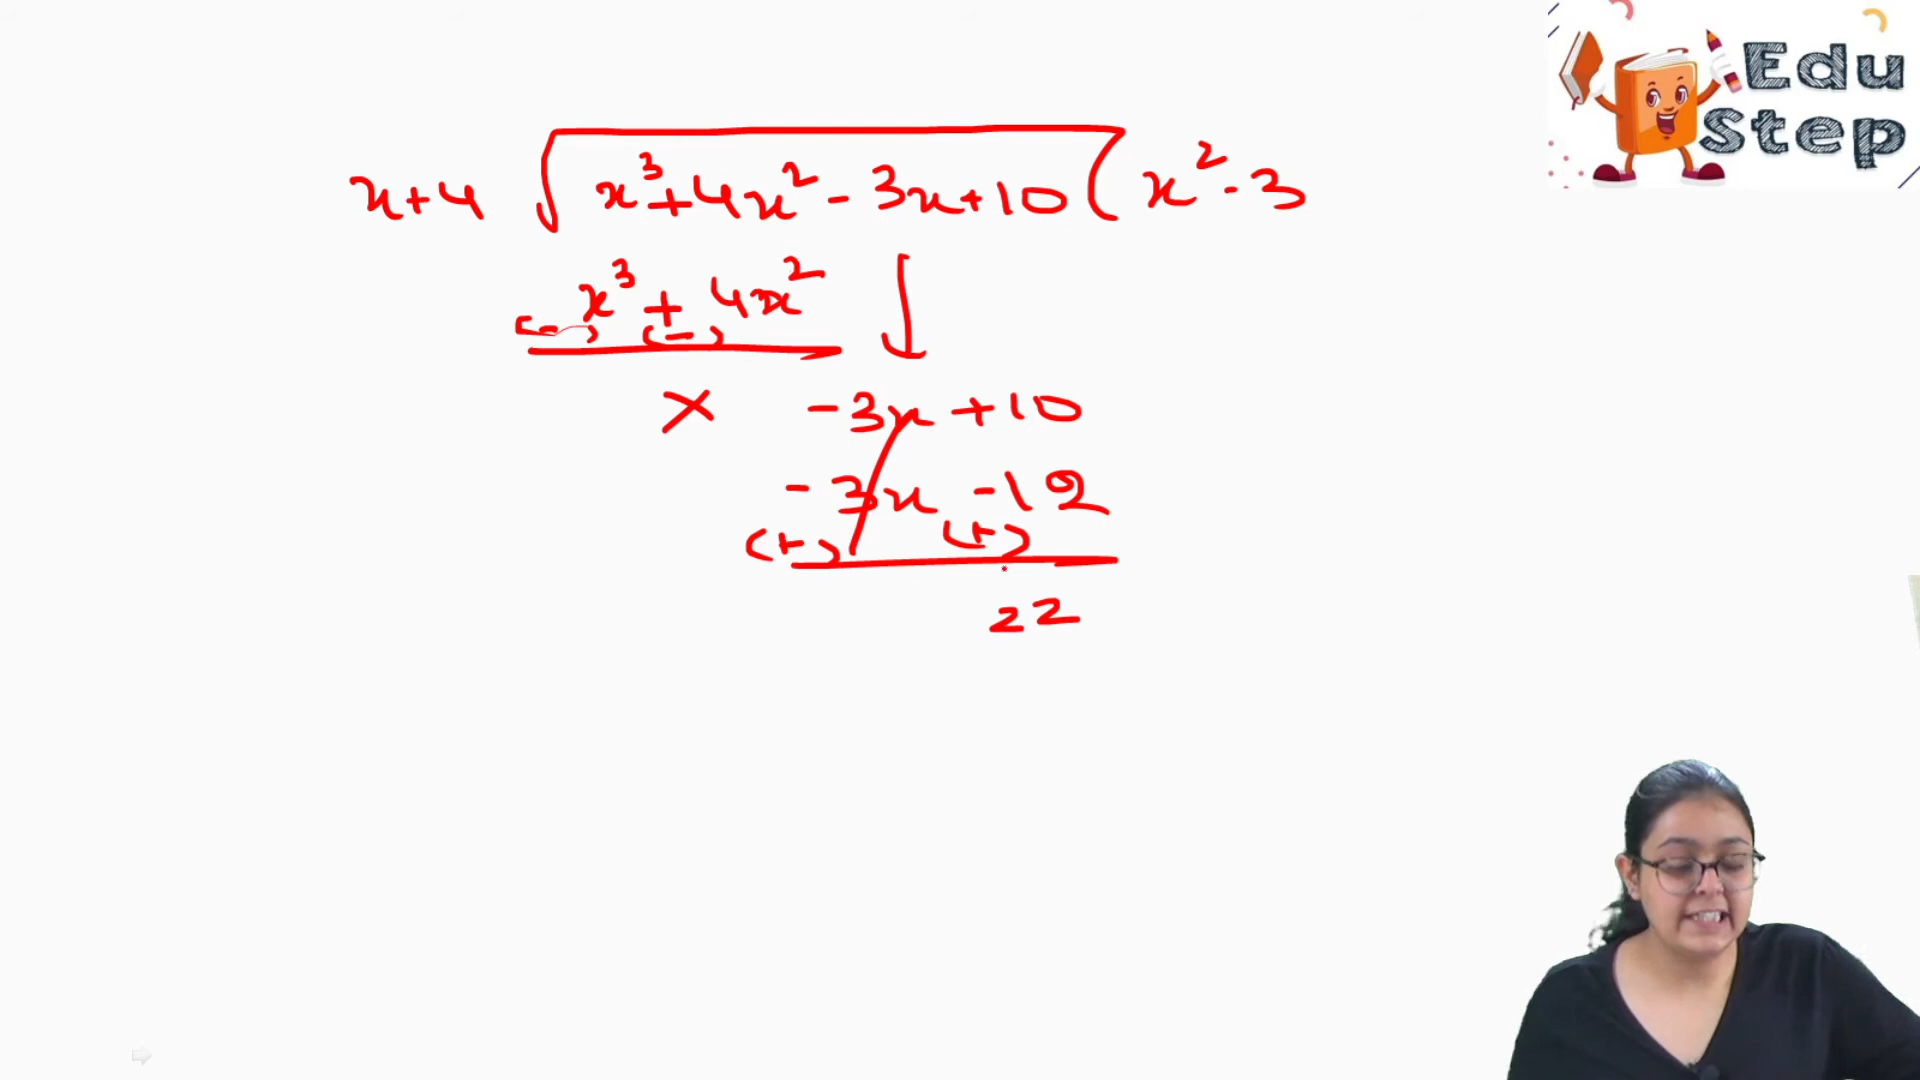 Edu
Step
x+4 √ x³+4x²-3x+10 ( x²-3
x³ + 4x²
(-) (-)
× -3x +10
-3x -12
(+) (+)
22